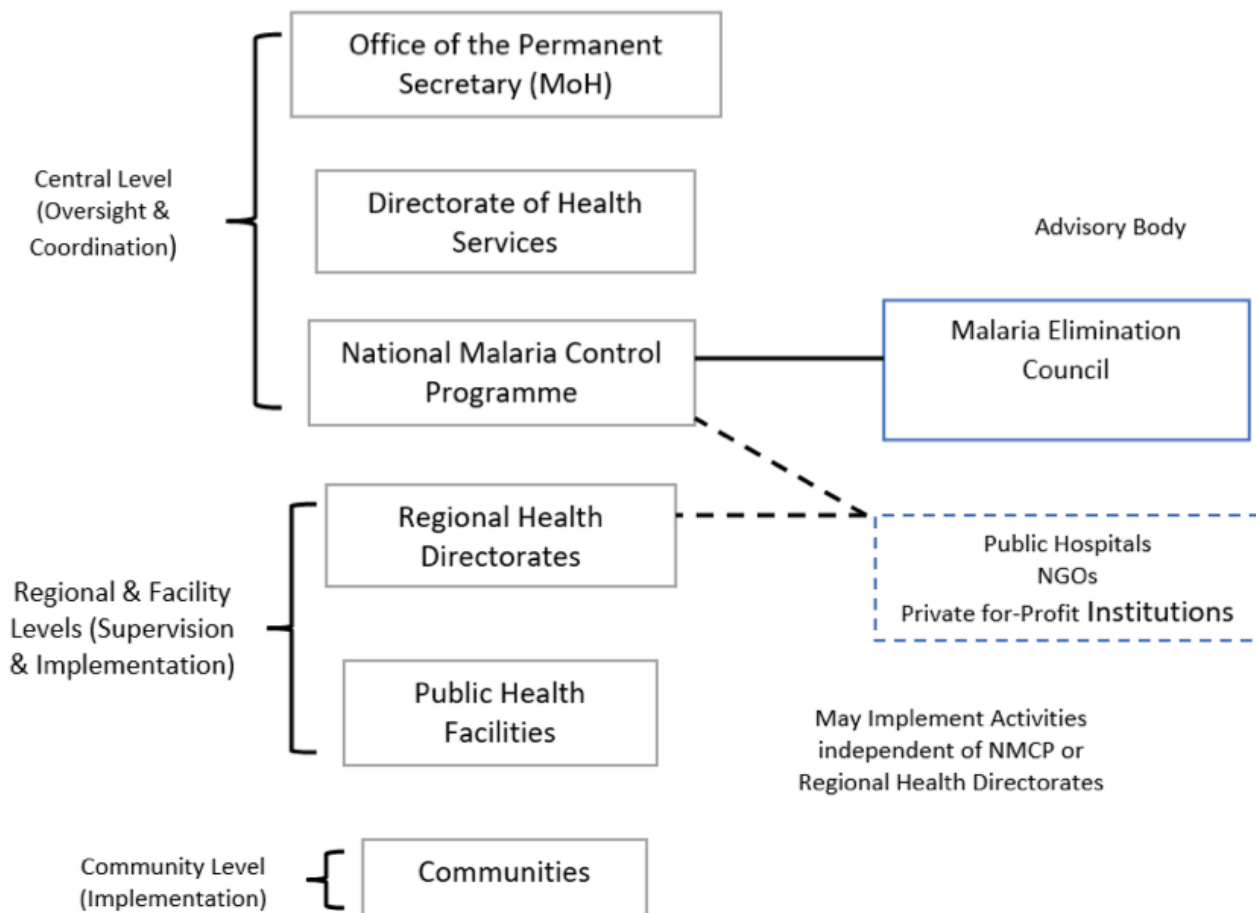 Office of the Permanent
Secretary (MoH)
Central Level
(Oversight &
Coordination)
Directorate of Health
Services
Advisory Body
National Malaria Control
Programme
Malaria Elimination
Council
Regional & Facility
Levels (Supervision
& Implementation)
Regional Health
Directorates
Public Hospitals
NGOs
Private for-Profit Institutions
Public Health
Facilities
May Implement Activities
independent of NMCP or
Regional Health Directorates
Community Level
(Implementation)
Communities